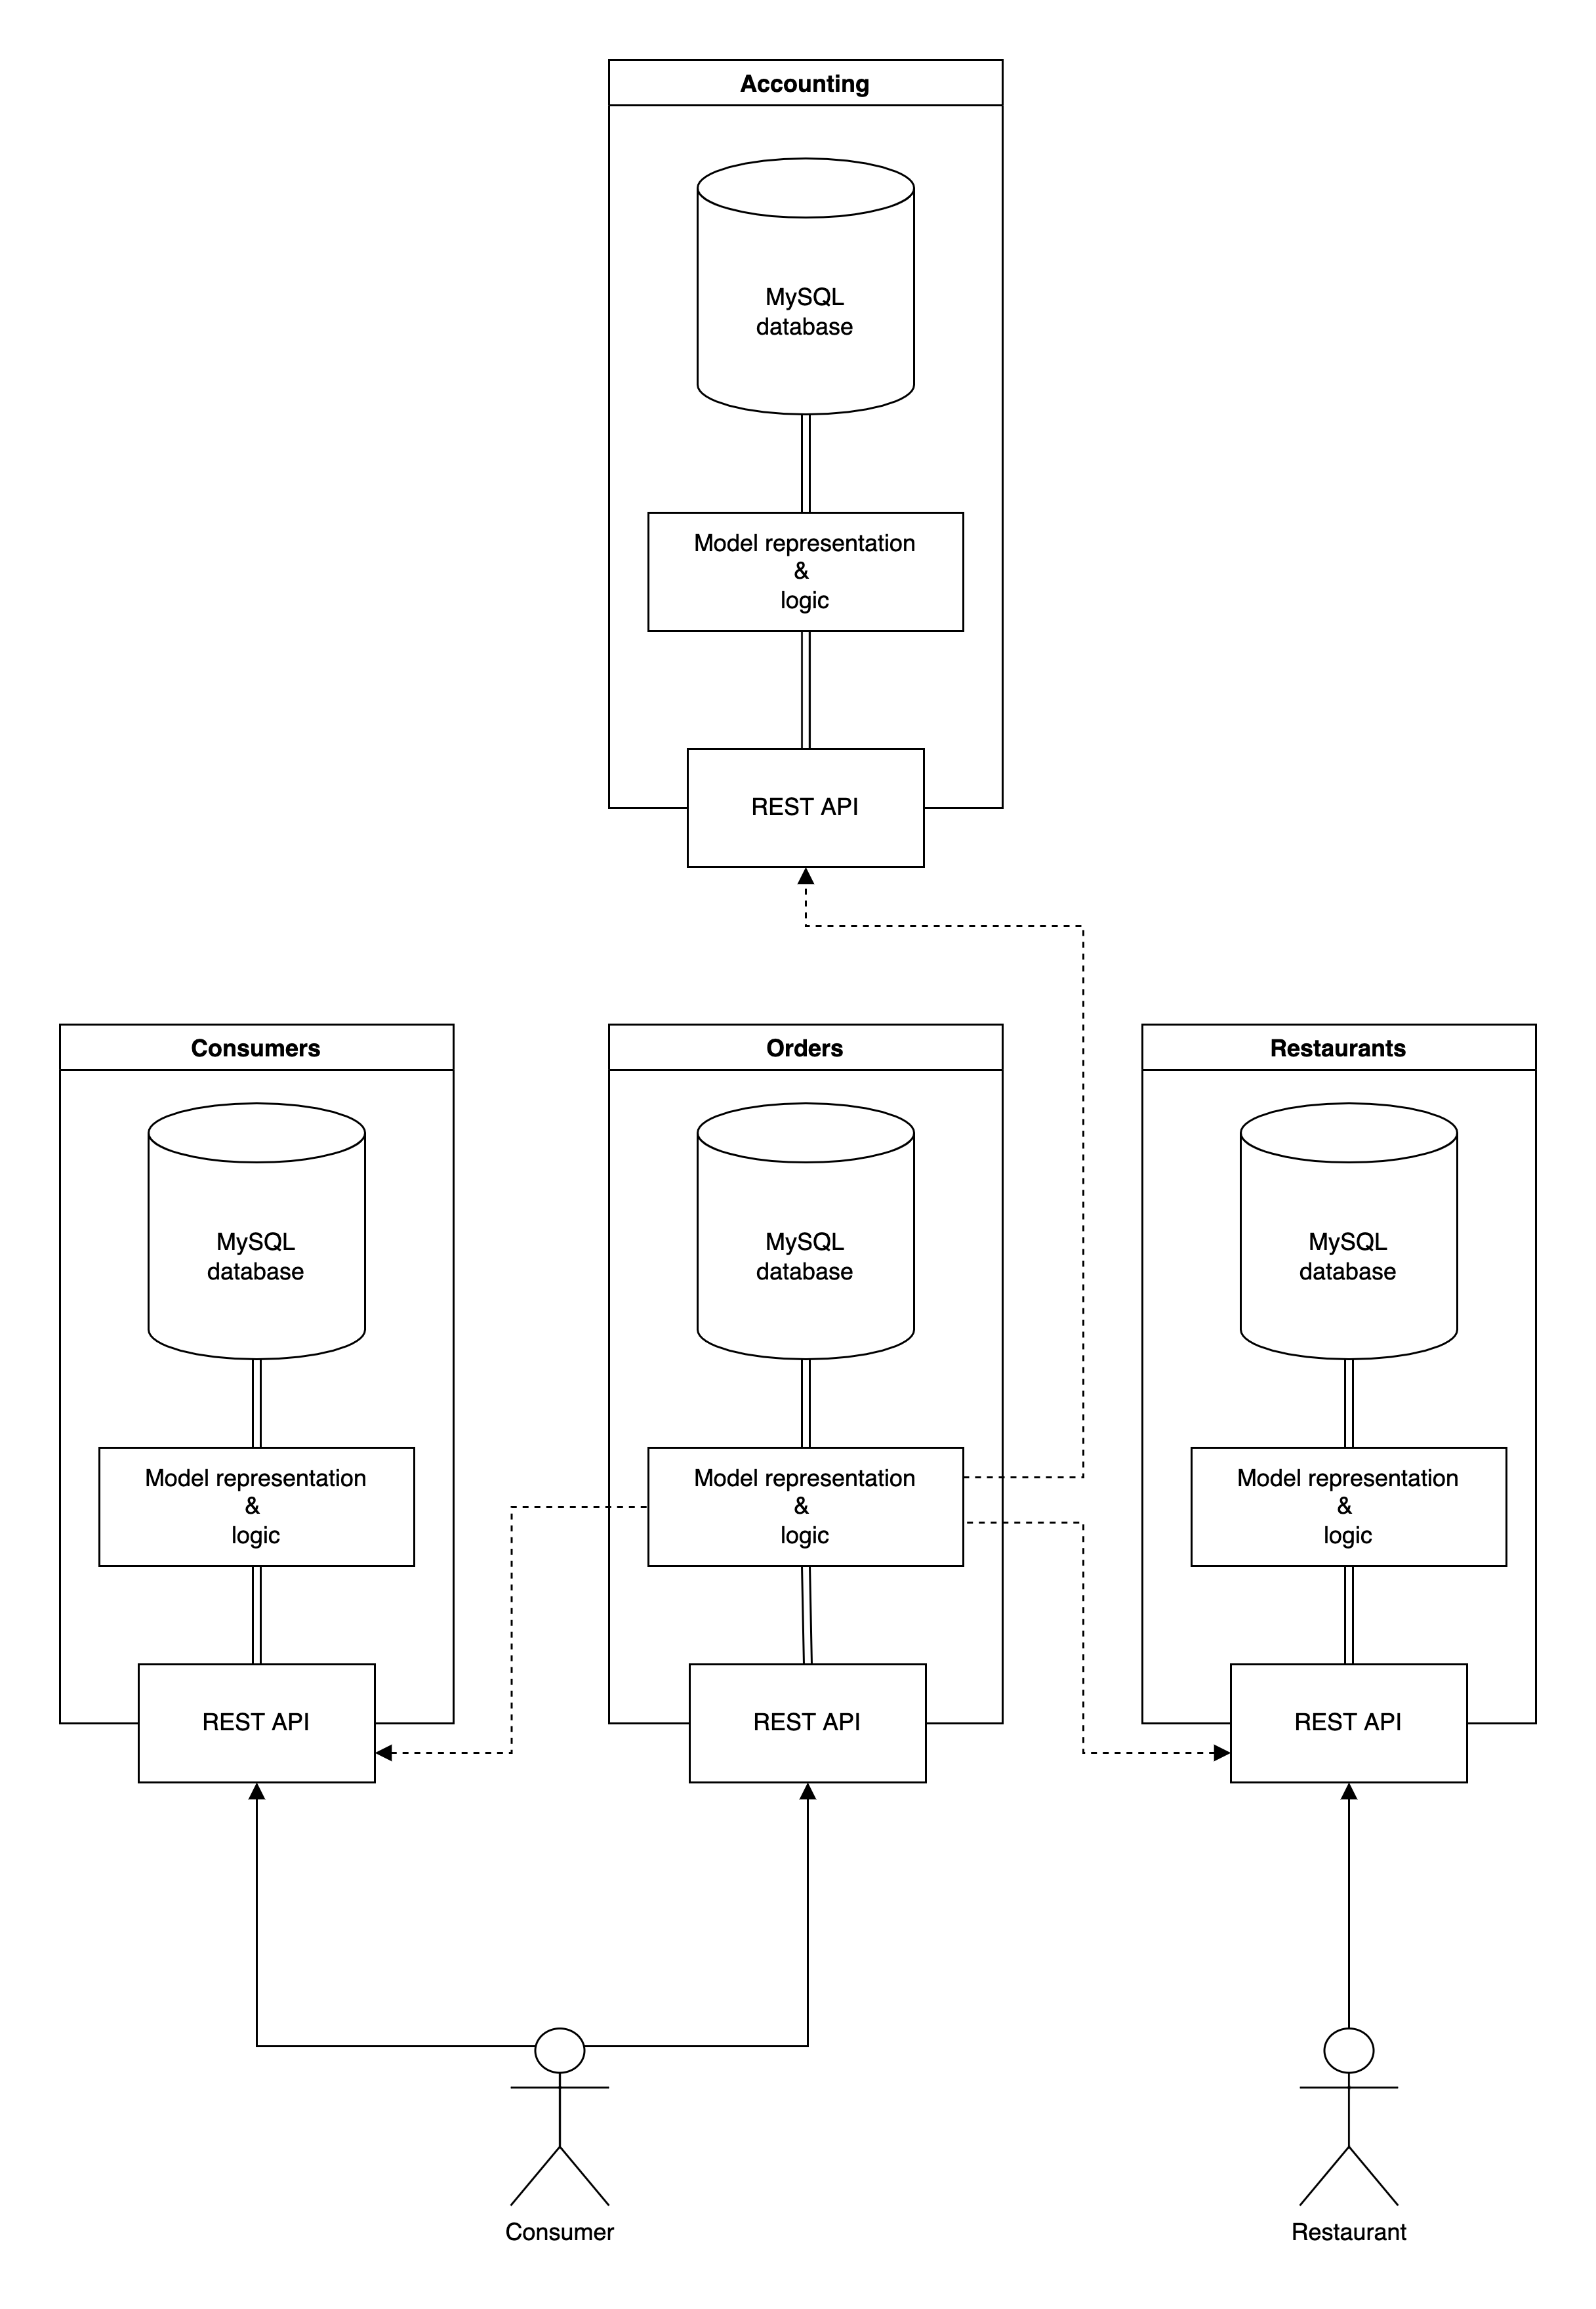 Accounting
MySQL
database
Model representation
&
logic
REST API
Consumers
MySQL
database
Model representation
&
logic
REST API
Orders
MySQL
database
Model representation
&
logic
REST API
Restaurants
MySQL
database
Model representation
&
logic
REST API
Consumer
Restaurant